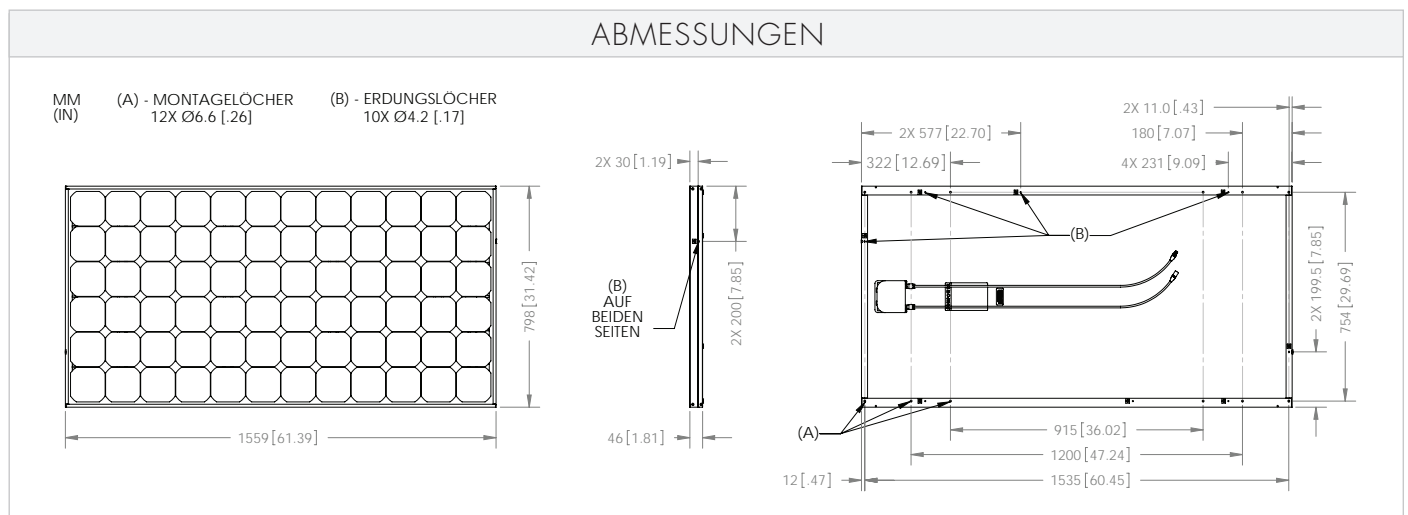 ABMESSUNGEN
MM
(IN)
(A) - MONTAGELÖCHER
12X Ø6.6 [.26]
(B) - ERDUNGSLÖCHER
10X Ø4.2 [.17]
2X 11.0 [.43]
2X 577 [22.70]
180 [7.07]
2X 30 [1.19]
322 [12.69]
4X 231 [9.09]
798 [31.42]
2X 200 [7.85]
(B)
AUF
BEIDEN
SEITEN
(B)
2X 199.5 [7.85]
754 [29.69]
1559 [61.39]
46 [1.81]
(A)
915 [36.02]
1200 [47.24]
12 [.47]
1535 [60.45]